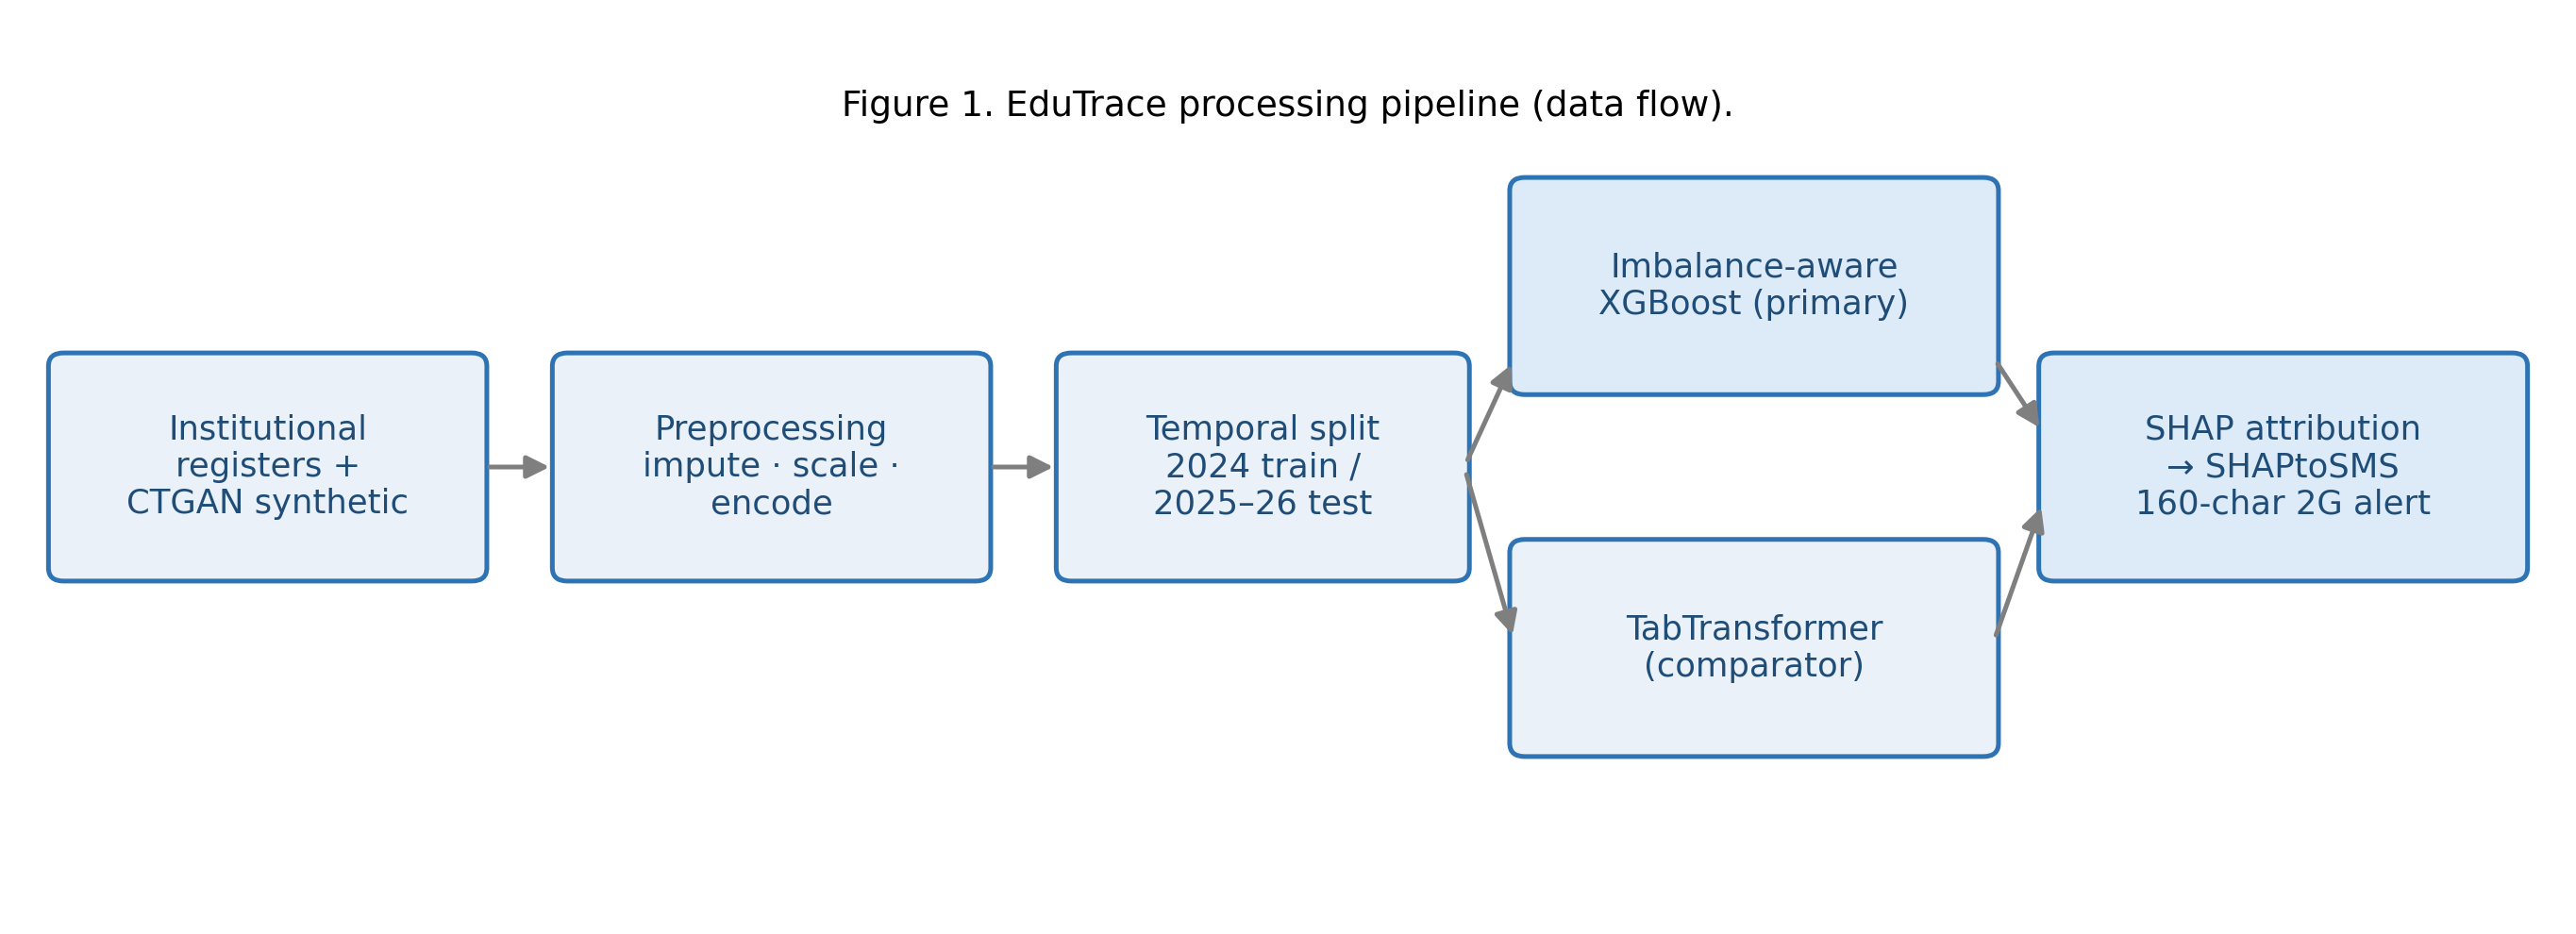 Figure 1. EduTrace processing pipeline (data flow).
Institutional
registers +
CTGAN synthetic
Preprocessing
impute · scale ·
encode
Temporal split
2024 train /
2025–26 test
Imbalance-aware
XGBoost (primary)
TabTransformer
(comparator)
SHAP attribution
→ SHAPtoSMS
160-char 2G alert